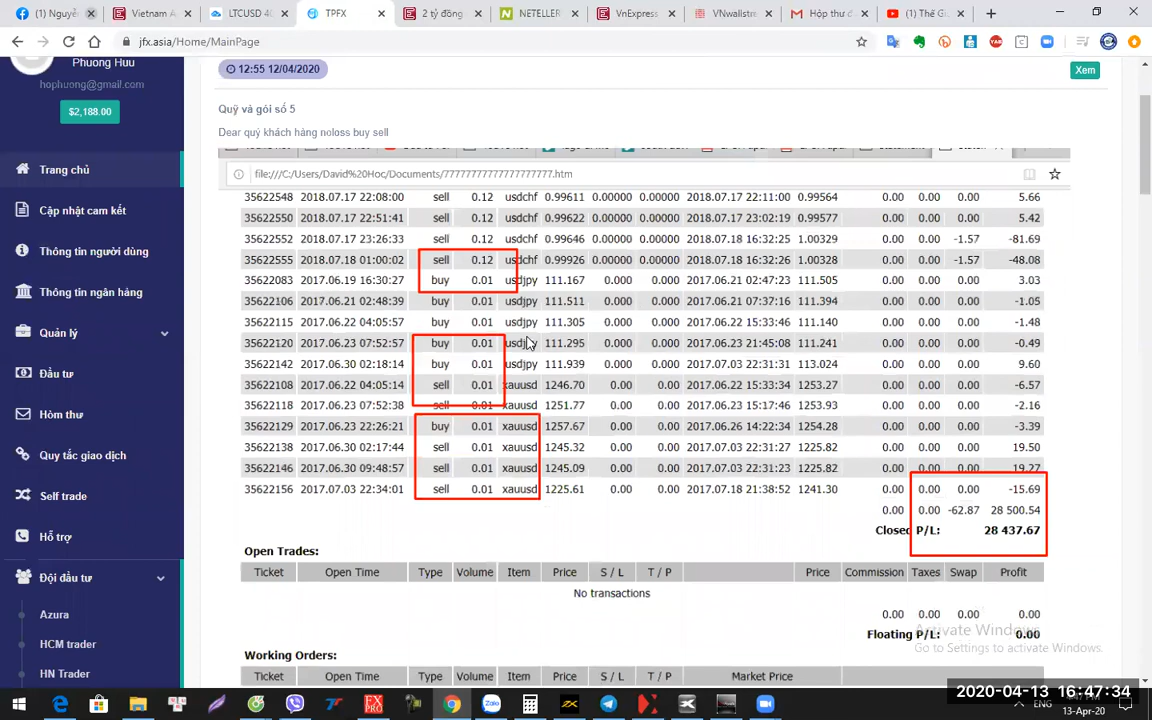 (1) Nguyễ
Vietnam A
LTCUSD 40
TPFX
2 tỷ đồng
NETELLER
VnExpress
VNwallstre
Hộp thư đ
(1) Thế Gi
jfx.asia/Home/MainPage
Phuong Huu
hophuong@gmail.com
$2,188.00
Trang chủ
Cập nhật cam kết
Thông tin người dùng
Thông tin ngân hàng
Quản lý
Đầu tư
Hòm thư
Quy tắc giao dịch
Self trade
Hỗ trợ
Đội đầu tư
Azura
HCM trader
HN Trader
12:55 12/04/2020
Xem
Quỹ và gói số 5
Dear quý khách hàng noloss buy sell
file:///C:/Users/David%20Hoc/Documents/77777777777777777777.htm
35622548 2018.07.17 22:08:00 sell 0.12 usdchf 0.99611 0.00000 0.00000 2018.07.17 22:11:00 0.99564 0.00 0.00 0.00 5.66
35622550 2018.07.17 22:51:41 sell 0.12 usdchf 0.99622 0.00000 0.00000 2018.07.17 23:02:19 0.99577 0.00 0.00 0.00 5.42
35622552 2018.07.17 23:26:33 sell 0.12 usdchf 0.99646 0.00000 0.00000 2018.07.18 16:32:25 1.00329 0.00 0.00 -1.57 -81.69
35622555 2018.07.18 01:00:02 sell 0.12 usdchf 0.99926 0.00000 0.00000 2018.07.18 16:32:26 1.00328 0.00 0.00 -1.57 -48.08
35622083 2017.06.19 16:30:27 buy 0.01 usdjpy 111.167 0.000 0.000 2017.06.21 02:47:23 111.505 0.00 0.00 0.00 3.03
35622106 2017.06.21 02:48:39 buy 0.01 usdjpy 111.511 0.000 0.000 2017.06.21 07:37:16 111.394 0.00 0.00 0.00 -1.05
35622115 2017.06.22 04:05:57 buy 0.01 usdjpy 111.305 0.000 0.000 2017.06.22 15:33:46 111.140 0.00 0.00 0.00 -1.48
35622120 2017.06.23 07:52:57 buy 0.01 usdjpy 111.295 0.000 0.000 2017.06.23 21:45:08 111.241 0.00 0.00 0.00 -0.49
35622142 2017.06.30 02:18:14 buy 0.01 usdjpy 111.939 0.000 0.000 2017.07.03 22:31:31 113.024 0.00 0.00 0.00 9.60
35622108 2017.06.22 04:05:14 sell 0.01 xauusd 1246.70 0.00 0.00 2017.06.22 15:33:34 1253.27 0.00 0.00 0.00 -6.57
35622118 2017.06.23 07:52:38 sell 0.01 xauusd 1251.77 0.00 0.00 2017.06.23 15:17:46 1253.93 0.00 0.00 0.00 -2.16
35622129 2017.06.23 22:26:21 buy 0.01 xauusd 1257.67 0.00 0.00 2017.06.26 14:22:34 1254.28 0.00 0.00 0.00 -3.39
35622138 2017.06.30 02:17:44 sell 0.01 xauusd 1245.32 0.00 0.00 2017.07.03 22:31:27 1225.82 0.00 0.00 0.00 19.50
35622146 2017.06.30 09:48:57 sell 0.01 xauusd 1245.09 0.00 0.00 2017.07.03 22:31:23 1225.82 0.00 0.00 0.00 19.27
35622156 2017.07.03 22:34:01 sell 0.01 xauusd 1225.61 0.00 0.00 2017.07.18 21:38:52 1241.30 0.00 0.00 0.00 -15.69
0.00 0.00 -62.87 28 500.54
Closed P/L: 28 437.67
Open Trades:
Ticket Open Time Type Volume Item Price S / L T / P Price Commission Taxes Swap Profit
No transactions
0.00 0.00 0.00 0.00
Floating P/L: 0.00
Activate Windows
Go to Settings to activate Windows.
Working Orders:
Ticket Open Time Type Volume Item Price S / L T / P Market Price
2020-04-13 16:47:34
ENG
13-Apr-20